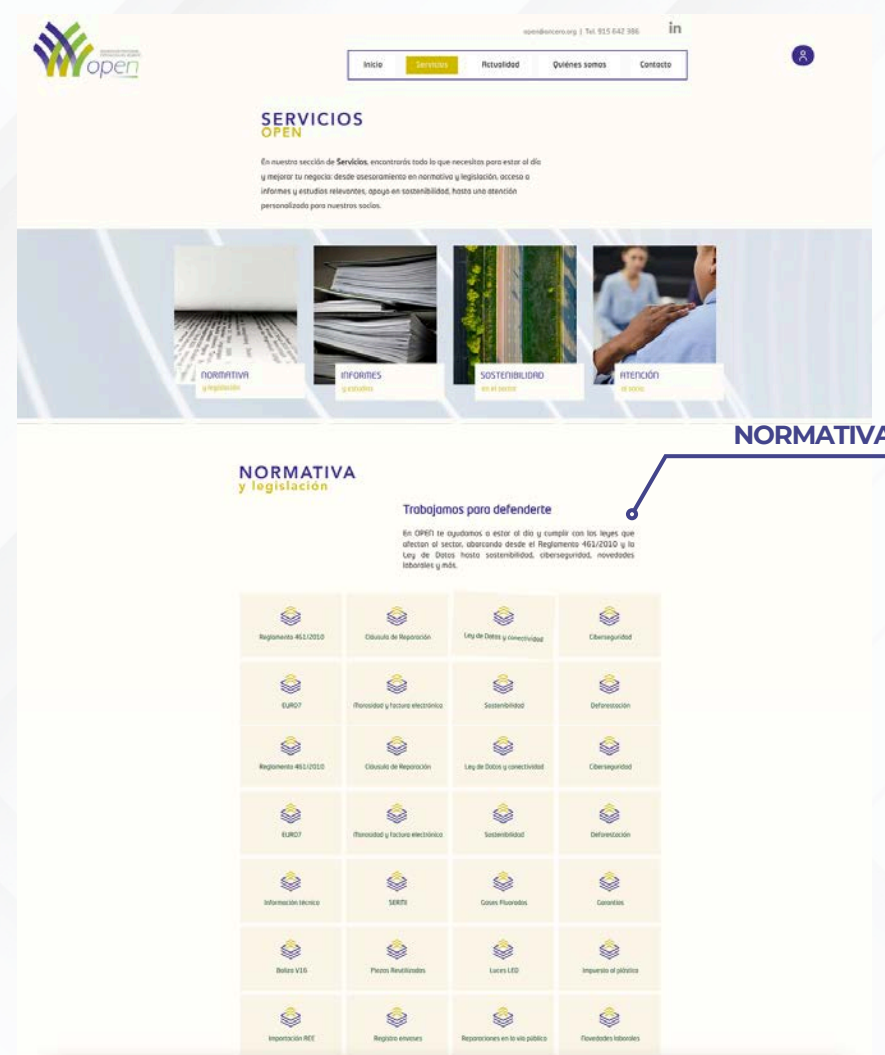 open@ancera.org | Tel. 915 642 386 in
open
Inicio Servicios Actualidad Quiénes somos Contacto
SERVICIOS
OPEN
En nuestra sección de Servicios, encontrarás todo lo que necesitas para estar al día
y mejorar tu negocio: desde asesoramiento en normativa y legislación, acceso a
informes y estudios relevantes, apoyo en sostenibilidad, hasta una atención
personalizada para nuestros socios.
NORMATIVA INFORMES SOSTENIBILIDAD ATENCIÓN
y legislación y estudios en el sector al socio
NORMATIVA
NORMATIVA
y legislación
Trabajamos para defenderte
En OPEN te ayudamos a estar al día y cumplir con las leyes que
afectan al sector, abarcando desde el Reglamento 461/2010 y la
Ley de Datos hasta sostenibilidad, ciberseguridad, novedades
laborales y más.
Reglamento 461/2010 Cláusula de Reparación Ley de Datos y conectividad Ciberseguridad
EURO7 Morosidad y factura electrónica Sostenibilidad Deforestación
Reglamento 461/2010 Cláusula de Reparación Ley de Datos y conectividad Ciberseguridad
EURO7 Morosidad y factura electrónica Sostenibilidad Deforestación
Información técnica SERMI Gases Fluorados Garantías
Baliza V16 Piezas Reutilizadas Luces LED Impuesto al plástico
Importación AEE Registro envases Reparaciones en la vía pública Novedades laborales